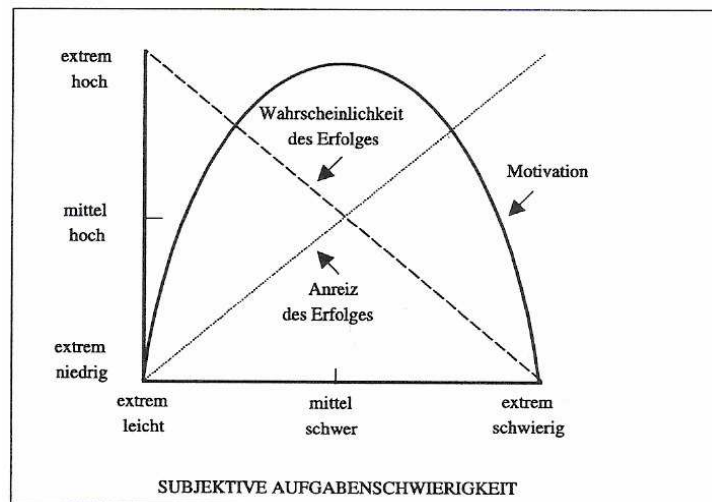 extrem
hoch
Wahrscheinlichkeit
des Erfolges
Motivation
mittel
hoch
Anreiz
des Erfolges
extrem
niedrig
extrem
leicht
mittel
schwer
extrem
schwierig
SUBJEKTIVE AUFGABENSCHWIERIGKEIT